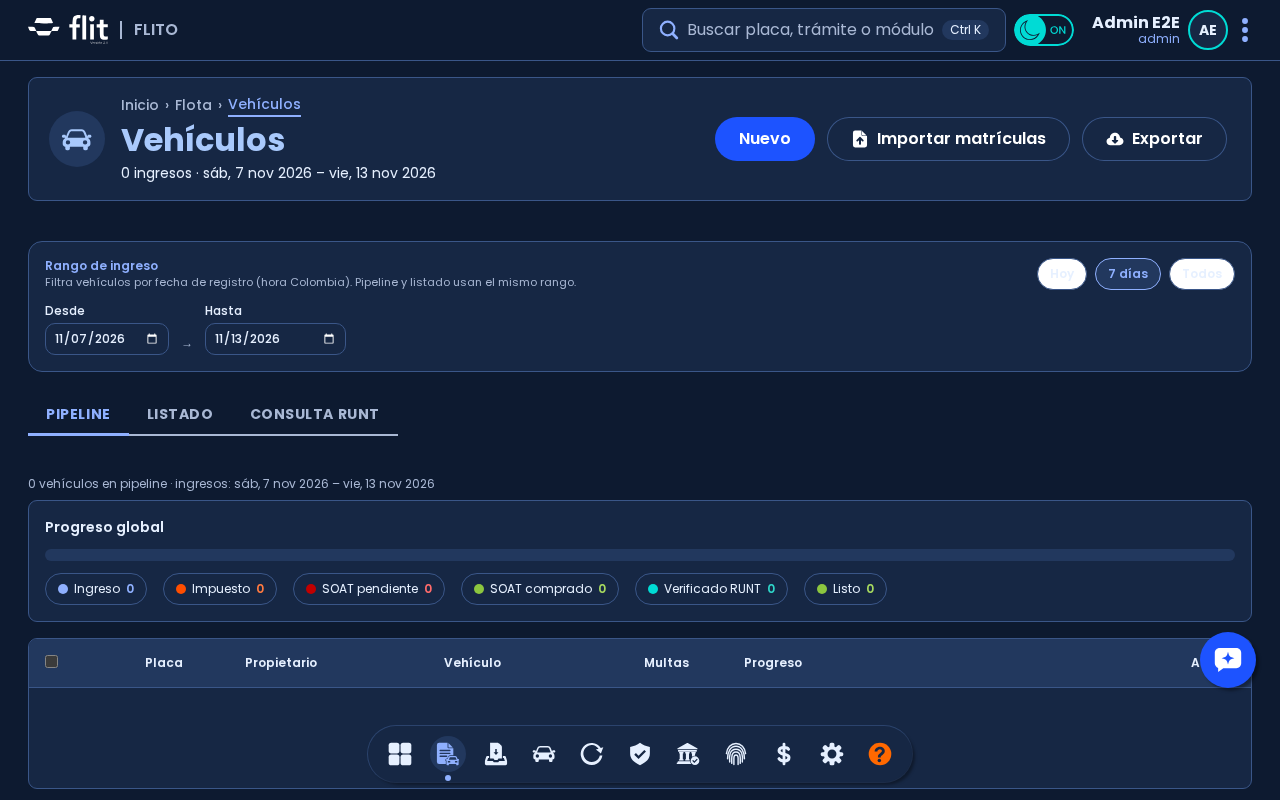 flit | FLITO
Buscar placa, trámite o módulo Ctrl K
ON
Admin E2E
admin
AE
Inicio › Flota › Vehículos
Vehículos
0 ingresos · sáb, 7 nov 2026 – vie, 13 nov 2026
Nuevo
Importar matrículas
Exportar
Rango de ingreso
Filtra vehículos por fecha de registro (hora Colombia). Pipeline y listado usan el mismo rango.
Hoy
7 días
Todos
Desde
Hasta
11/07/2026
→
11/13/2026
PIPELINE
LISTADO
CONSULTA RUNT
0 vehículos en pipeline · ingresos: sáb, 7 nov 2026 – vie, 13 nov 2026
Progreso global
Ingreso 0
Impuesto 0
SOAT pendiente 0
SOAT comprado 0
Verificado RUNT 0
Listo 0
Placa
Propietario
Vehículo
Multas
Progreso